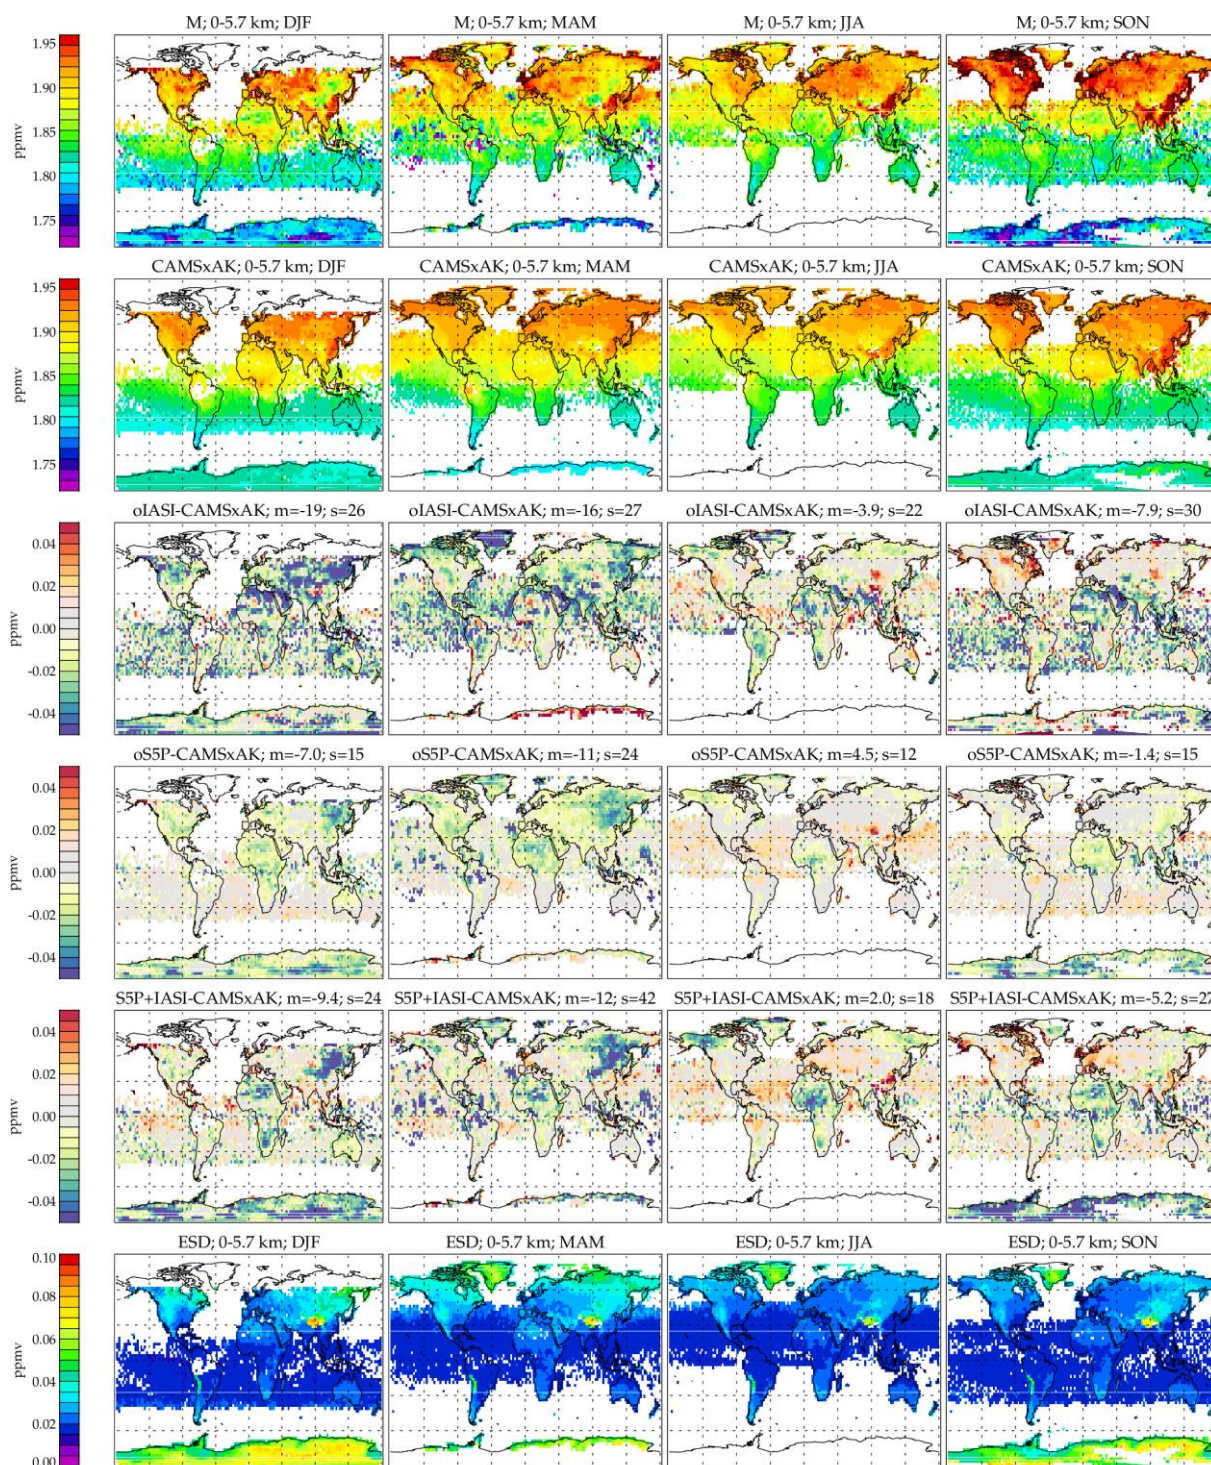 M; 0-5.7 km; DJF M; 0-5.7 km; MAM M; 0-5.7 km; JJA M; 0-5.7 km; SON
1.95
1.90
1.85
1.80
1.75
ppmv
CAMSxAK; 0-5.7 km; DJF CAMSxAK; 0-5.7 km; MAM CAMSxAK; 0-5.7 km; JJA CAMSxAK; 0-5.7 km; SON
1.95
1.90
1.85
1.80
1.75
ppmv
oIASI-CAMSxAK; m=-19; s=26 oIASI-CAMSxAK; m=-16; s=27 oIASI-CAMSxAK; m=-3.9; s=22 oIASI-CAMSxAK; m=-7.9; s=30
0.04
0.02
0.00
-0.02
-0.04
ppmv
oS5P-CAMSxAK; m=-7.0; s=15 oS5P-CAMSxAK; m=-11; s=24 oS5P-CAMSxAK; m=4.5; s=12 oS5P-CAMSxAK; m=-1.4; s=15
0.04
0.02
0.00
-0.02
-0.04
ppmv
S5P+IASI-CAMSxAK; m=-9.4; s=24 S5P+IASI-CAMSxAK; m=-12; s=42 S5P+IASI-CAMSxAK; m=2.0; s=18 S5P+IASI-CAMSxAK; m=-5.2; s=27
0.04
0.02
0.00
-0.02
-0.04
ppmv
ESD; 0-5.7 km; DJF ESD; 0-5.7 km; MAM ESD; 0-5.7 km; JJA ESD; 0-5.7 km; SON
0.10
0.08
0.06
0.04
0.02
0.00
ppmv